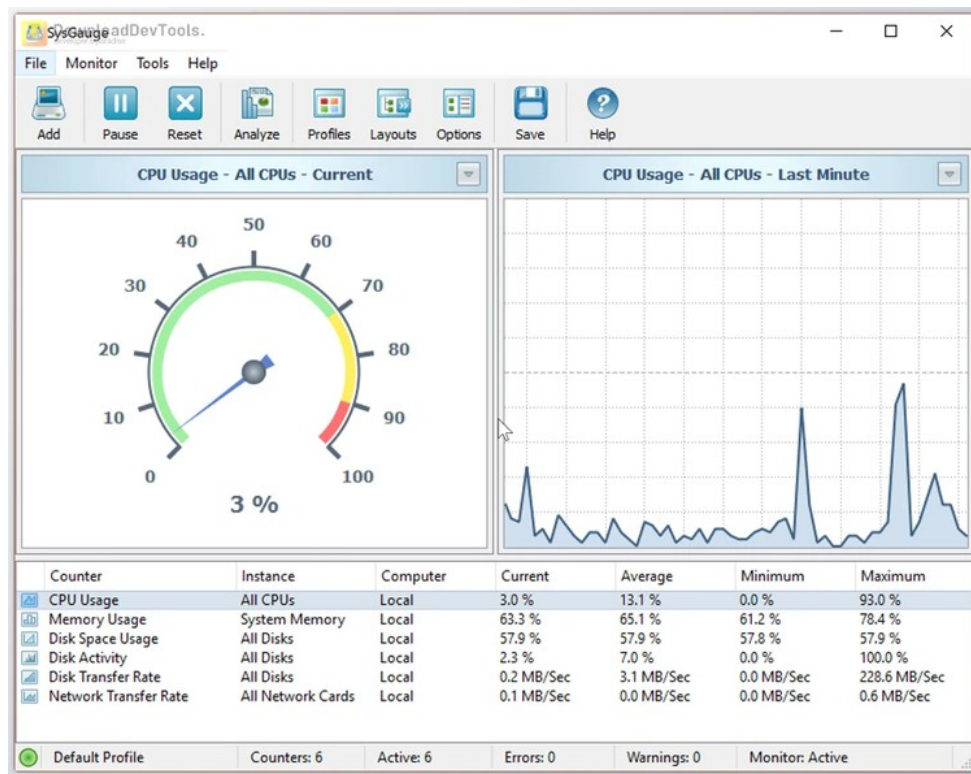 SysGauge
DownloadDevTools.
File Monitor Tools Help
Add Pause Reset Analyze Profiles Layouts Options Save Help
CPU Usage - All CPUs - Current
CPU Usage - All CPUs - Last Minute
0 10 20 30 40 50 60 70 80 90 100
3 %
Counter Instance Computer Current Average Minimum Maximum
CPU Usage All CPUs Local 3.0 % 13.1 % 0.0 % 93.0 %
Memory Usage System Memory Local 63.3 % 65.1 % 61.2 % 78.4 %
Disk Space Usage All Disks Local 57.9 % 57.9 % 57.8 % 57.9 %
Disk Activity All Disks Local 2.3 % 7.0 % 0.0 % 100.0 %
Disk Transfer Rate All Disks Local 0.2 MB/Sec 3.1 MB/Sec 0.0 MB/Sec 228.6 MB/Sec
Network Transfer Rate All Network Cards Local 0.1 MB/Sec 0.0 MB/Sec 0.0 MB/Sec 0.6 MB/Sec
Default Profile Counters: 6 Active: 6 Errors: 0 Warnings: 0 Monitor: Active